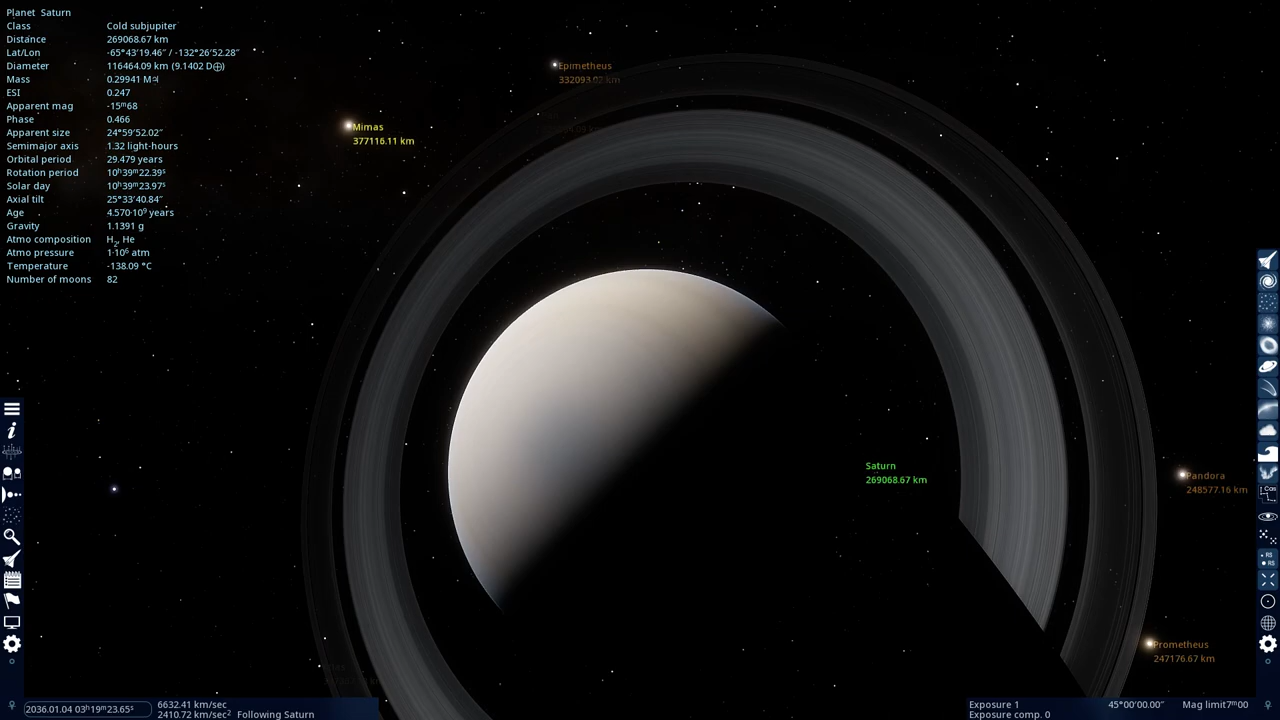 Planet Saturn
Class Cold subjupiter
Distance 269068.67 km
Lat/Lon -65°43′19.46″ / -132°26′52.28″
Diameter 116464.09 km (9.1402 D⊕)
Mass 0.29941 M♃
ESI 0.247
Apparent mag -15ᵐ68
Phase 0.466
Apparent size 24°59′52.02″
Semimajor axis 1.32 light-hours
Orbital period 29.479 years
Rotation period 10ʰ39ᵐ22.39ˢ
Solar day 10ʰ39ᵐ23.97ˢ
Axial tilt 25°33′40.84″
Age 4.570·10⁹ years
Gravity 1.1391 g
Atmo composition H₂, He
Atmo pressure 1·10⁶ atm
Temperature -138.09 °C
Number of moons 82
Epimetheus
332093.02 km
Mimas
377116.11 km
Saturn
269068.67 km
Pandora
248577.16 km
Prometheus
247176.67 km
RS
RS
2036.01.04 03ʰ19ᵐ23.65ˢ
6632.41 km/sec
2410.72 km/sec² Following Saturn
Exposure 1 45°00′00.00″ Mag limit 7ᵐ00
Exposure comp. 0